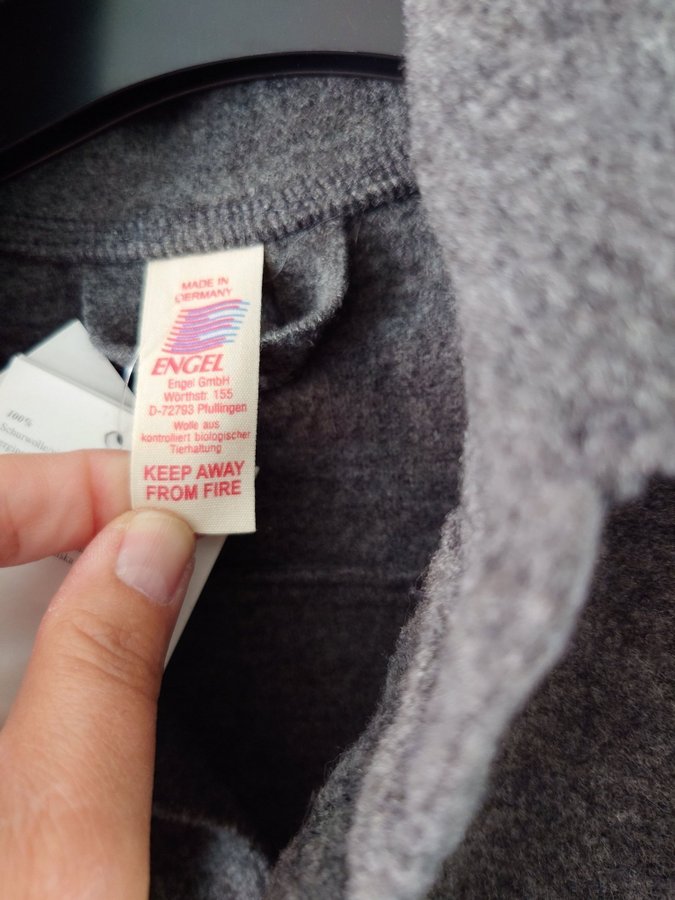 MADE IN
GERMANY
ENGEL
Engel GmbH
Wörthstr. 155
D-72793 Pfullingen
Wolle aus
kontrolliert biologischer
Tierhaltung
KEEP AWAY
FROM FIRE
100%
Schurwolle